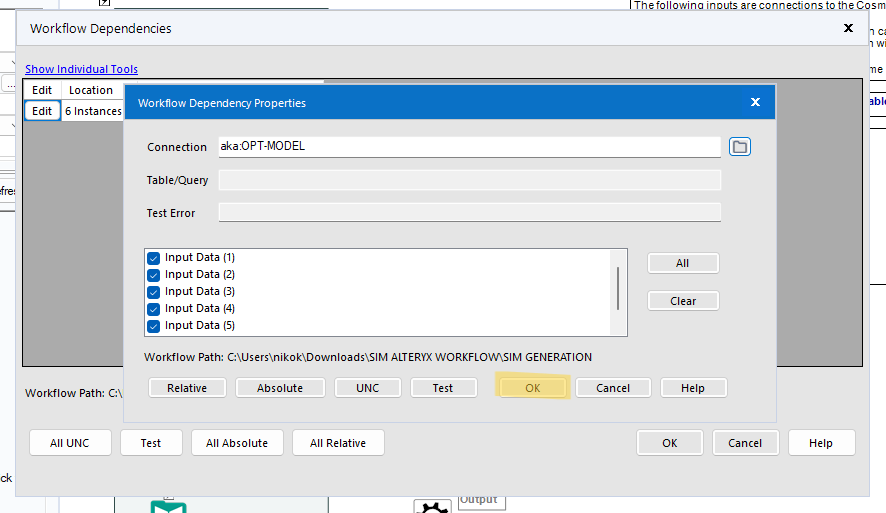 The following inputs are connections to the Cosm
Workflow Dependencies
Show Individual Tools
Edit Location
Edit 6 Instances
Workflow Dependency Properties
Connection aka:OPT-MODEL
Table/Query
Test Error
Input Data (1)
Input Data (2)
Input Data (3)
Input Data (4)
Input Data (5)
All
Clear
Workflow Path: C:\Users\nikok\Downloads\SIM ALTERYX WORKFLOW\SIM GENERATION
Relative Absolute UNC Test OK Cancel Help
Workflow Path: C:\
All UNC Test All Absolute All Relative OK Cancel Help
Output